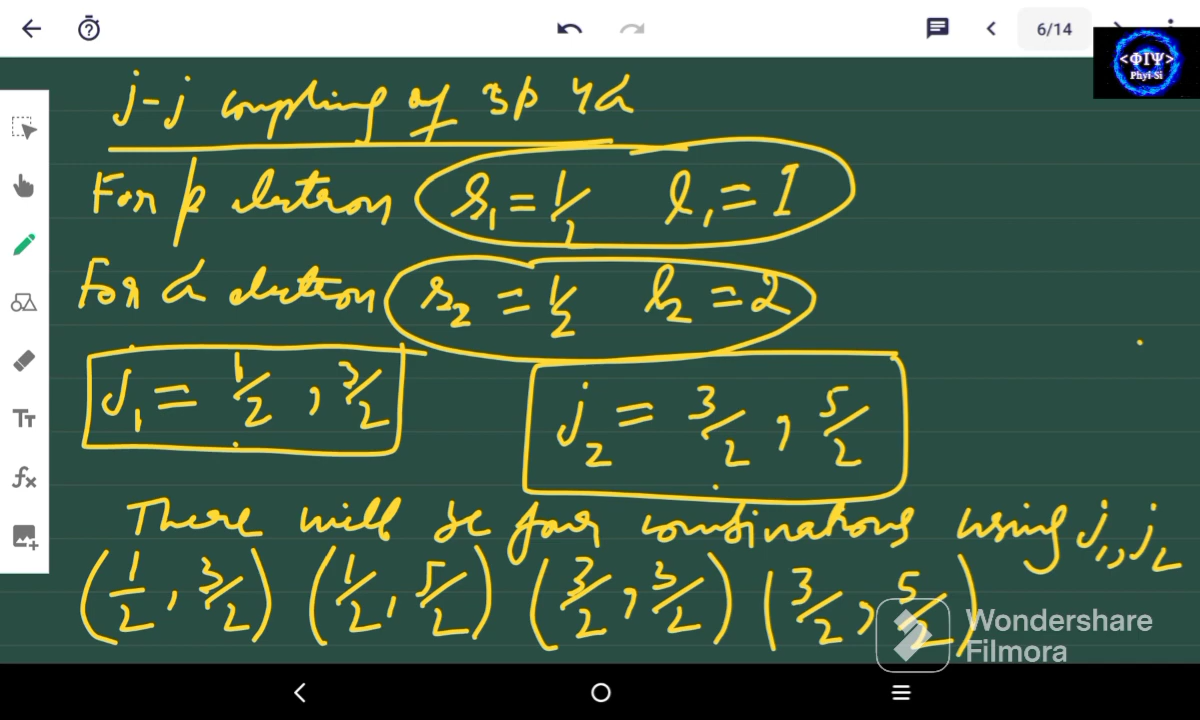 6/14
<ΦIΨ>
Phyi Si
j-j coupling of 3p 4d
For p electron s₁ = 1/2 l₁ = 1
For d electron s₂ = 1/2 l₂ = 2
J₁ = 1/2, 3/2 j₂ = 3/2, 5/2
There will be four combinations using j₁, j₂
(1/2, 3/2) (1/2, 5/2) (3/2, 3/2) (3/2, 5/2)
Tт
fx
Wondershare
Filmora